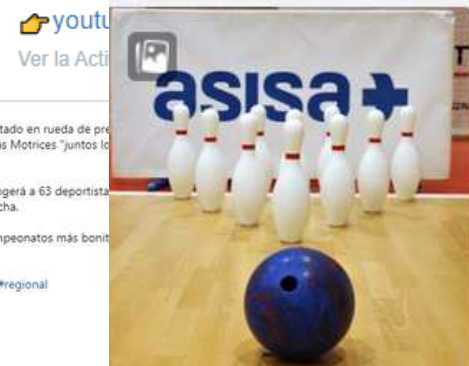 👉youtu
Ver la Acti
tado en rueda de pre
as Motrices "juntos lo
ogerá a 63 deportista
cha.
mpeonatos más bonit
#regional
asisa
T